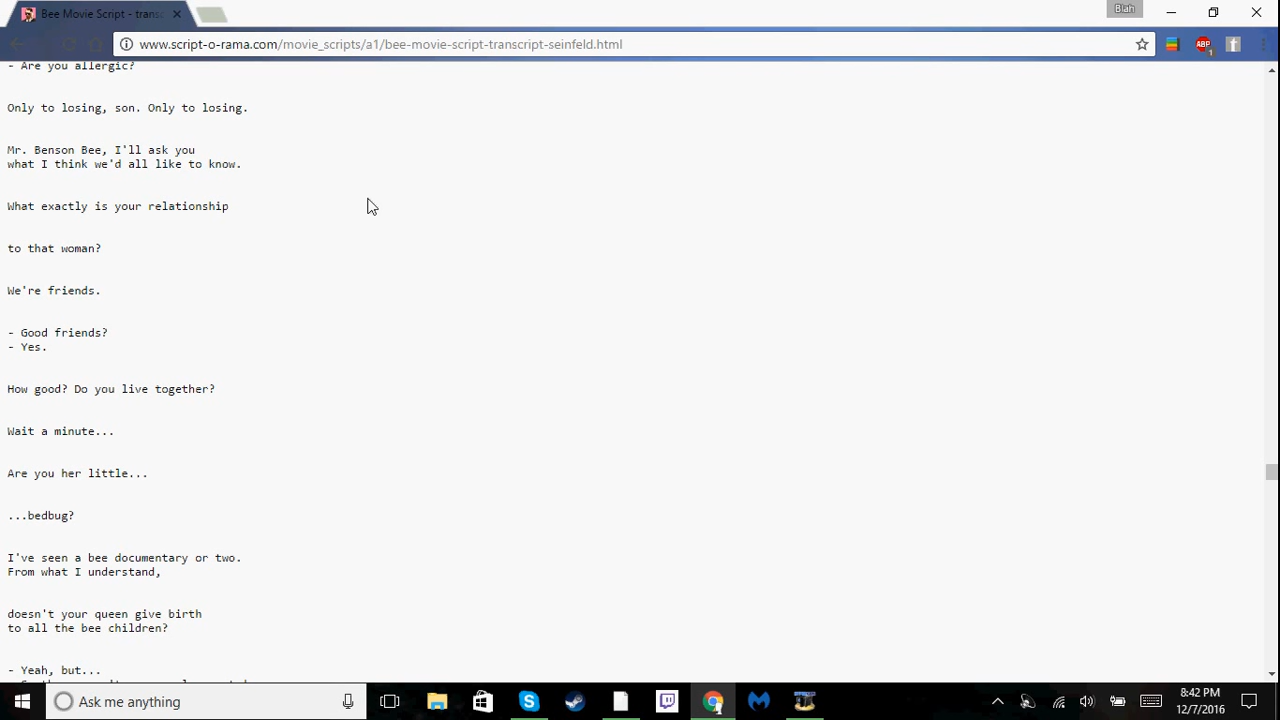 Bee Movie Script - transc
Blah
www.script-o-rama.com/movie_scripts/a1/bee-movie-script-transcript-seinfeld.html
ABP
1
- Are you allergic?
Only to losing, son. Only to losing.
Mr. Benson Bee, I'll ask you
what I think we'd all like to know.
What exactly is your relationship
to that woman?
We're friends.
- Good friends?
- Yes.
How good? Do you live together?
Wait a minute...
Are you her little...
...bedbug?
I've seen a bee documentary or two.
From what I understand,
doesn't your queen give birth
to all the bee children?
- Yeah, but...
Ask me anything
8:42 PM
12/7/2016